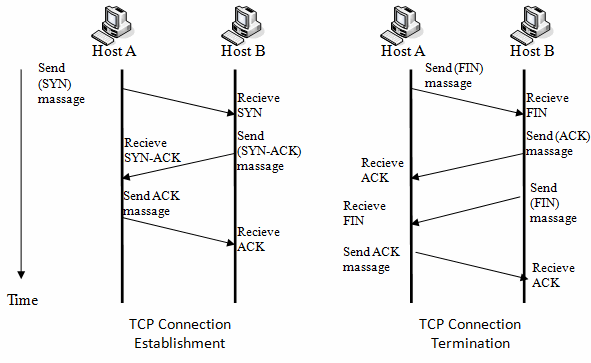 Host A
Host B
Send
(SYN)
massage
Recieve
SYN
Send
(SYN-ACK)
massage
Recieve
SYN-ACK
Send ACK
massage
Recieve
ACK
Time
TCP Connection
Establishment
Host A
Host B
Send (FIN)
massage
Recieve
FIN
Send (ACK)
massage
Recieve
ACK
Send
(FIN)
massage
Recieve
FIN
Send ACK
massage
Recieve
ACK
TCP Connection
Termination